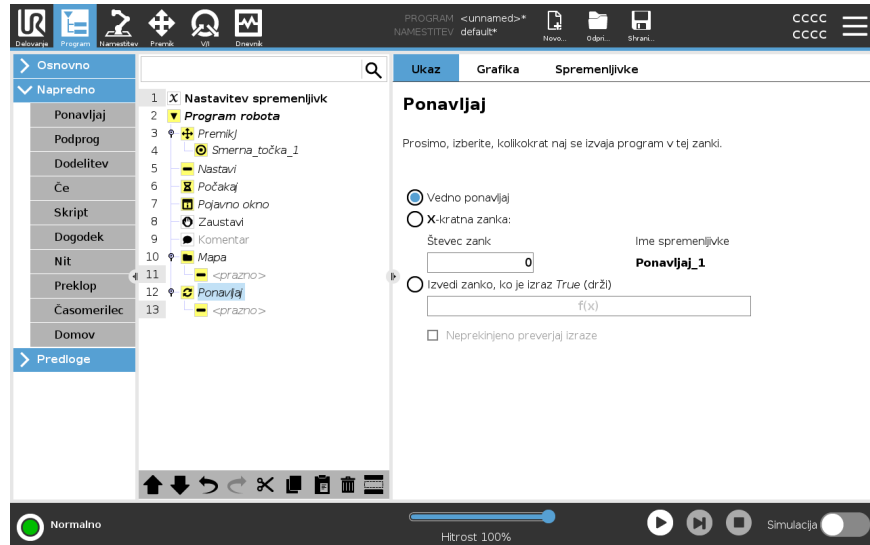 PROGRAM <unnamed>*
NAMESTITEV default*
Delovanje
Program
Namestitev
Premik
V/I
Dnevnik
Novo...
Odpri...
Shrani...
CCCC
CCCC
Osnovno
Napredno
Ponavljaj
Podprog
Dodelitev
Če
Skript
Dogodek
Nit
Preklop
Časomerilec
Domov
Predloge
1 X Nastavitev spremenljivk
2 Program robota
3 PremikJ
4 Smerna_točka_1
5 Nastavi
6 Počakaj
7 Pojavno okno
8 Zaustavi
9 Komentar
10 Mapa
11 <prazno>
12 Ponavljaj
13 <prazno>
Ukaz Grafika Spremenljivke
Ponavljaj
Prosimo, izberite, kolikokrat naj se izvaja program v tej zanki.
Vedno ponavljaj
X-kratna zanka:
Števec zank Ime spremenljivke
0 Ponavljaj_1
Izvedi zanko, ko je izraz True (drži)
f(x)
Neprekinjeno preverjaj izraze
Normalno
Hitrost 100%
Simulacija